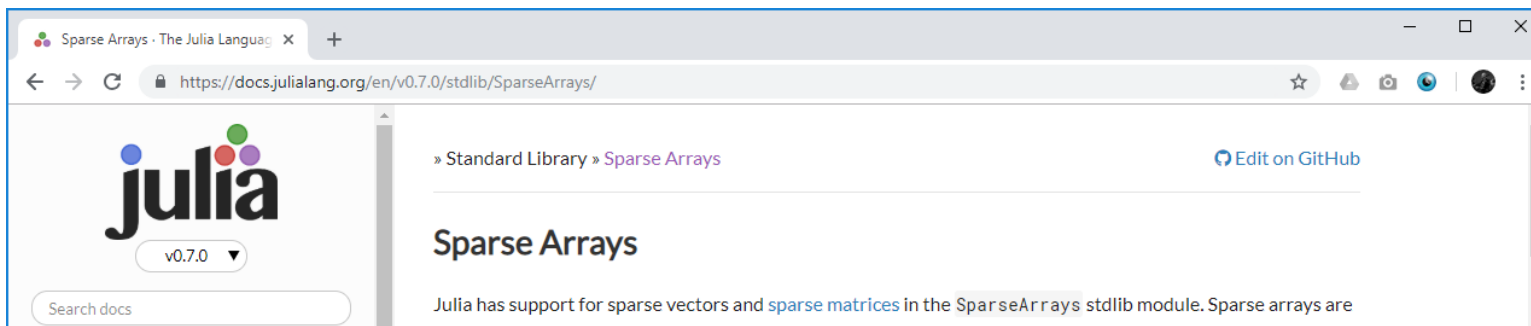 Sparse Arrays · The Julia Languag
https://docs.julialang.org/en/v0.7.0/stdlib/SparseArrays/
julia
» Standard Library » Sparse Arrays
Edit on GitHub
v0.7.0
Sparse Arrays
Search docs
Julia has support for sparse vectors and sparse matrices in the SparseArrays stdlib module. Sparse arrays are